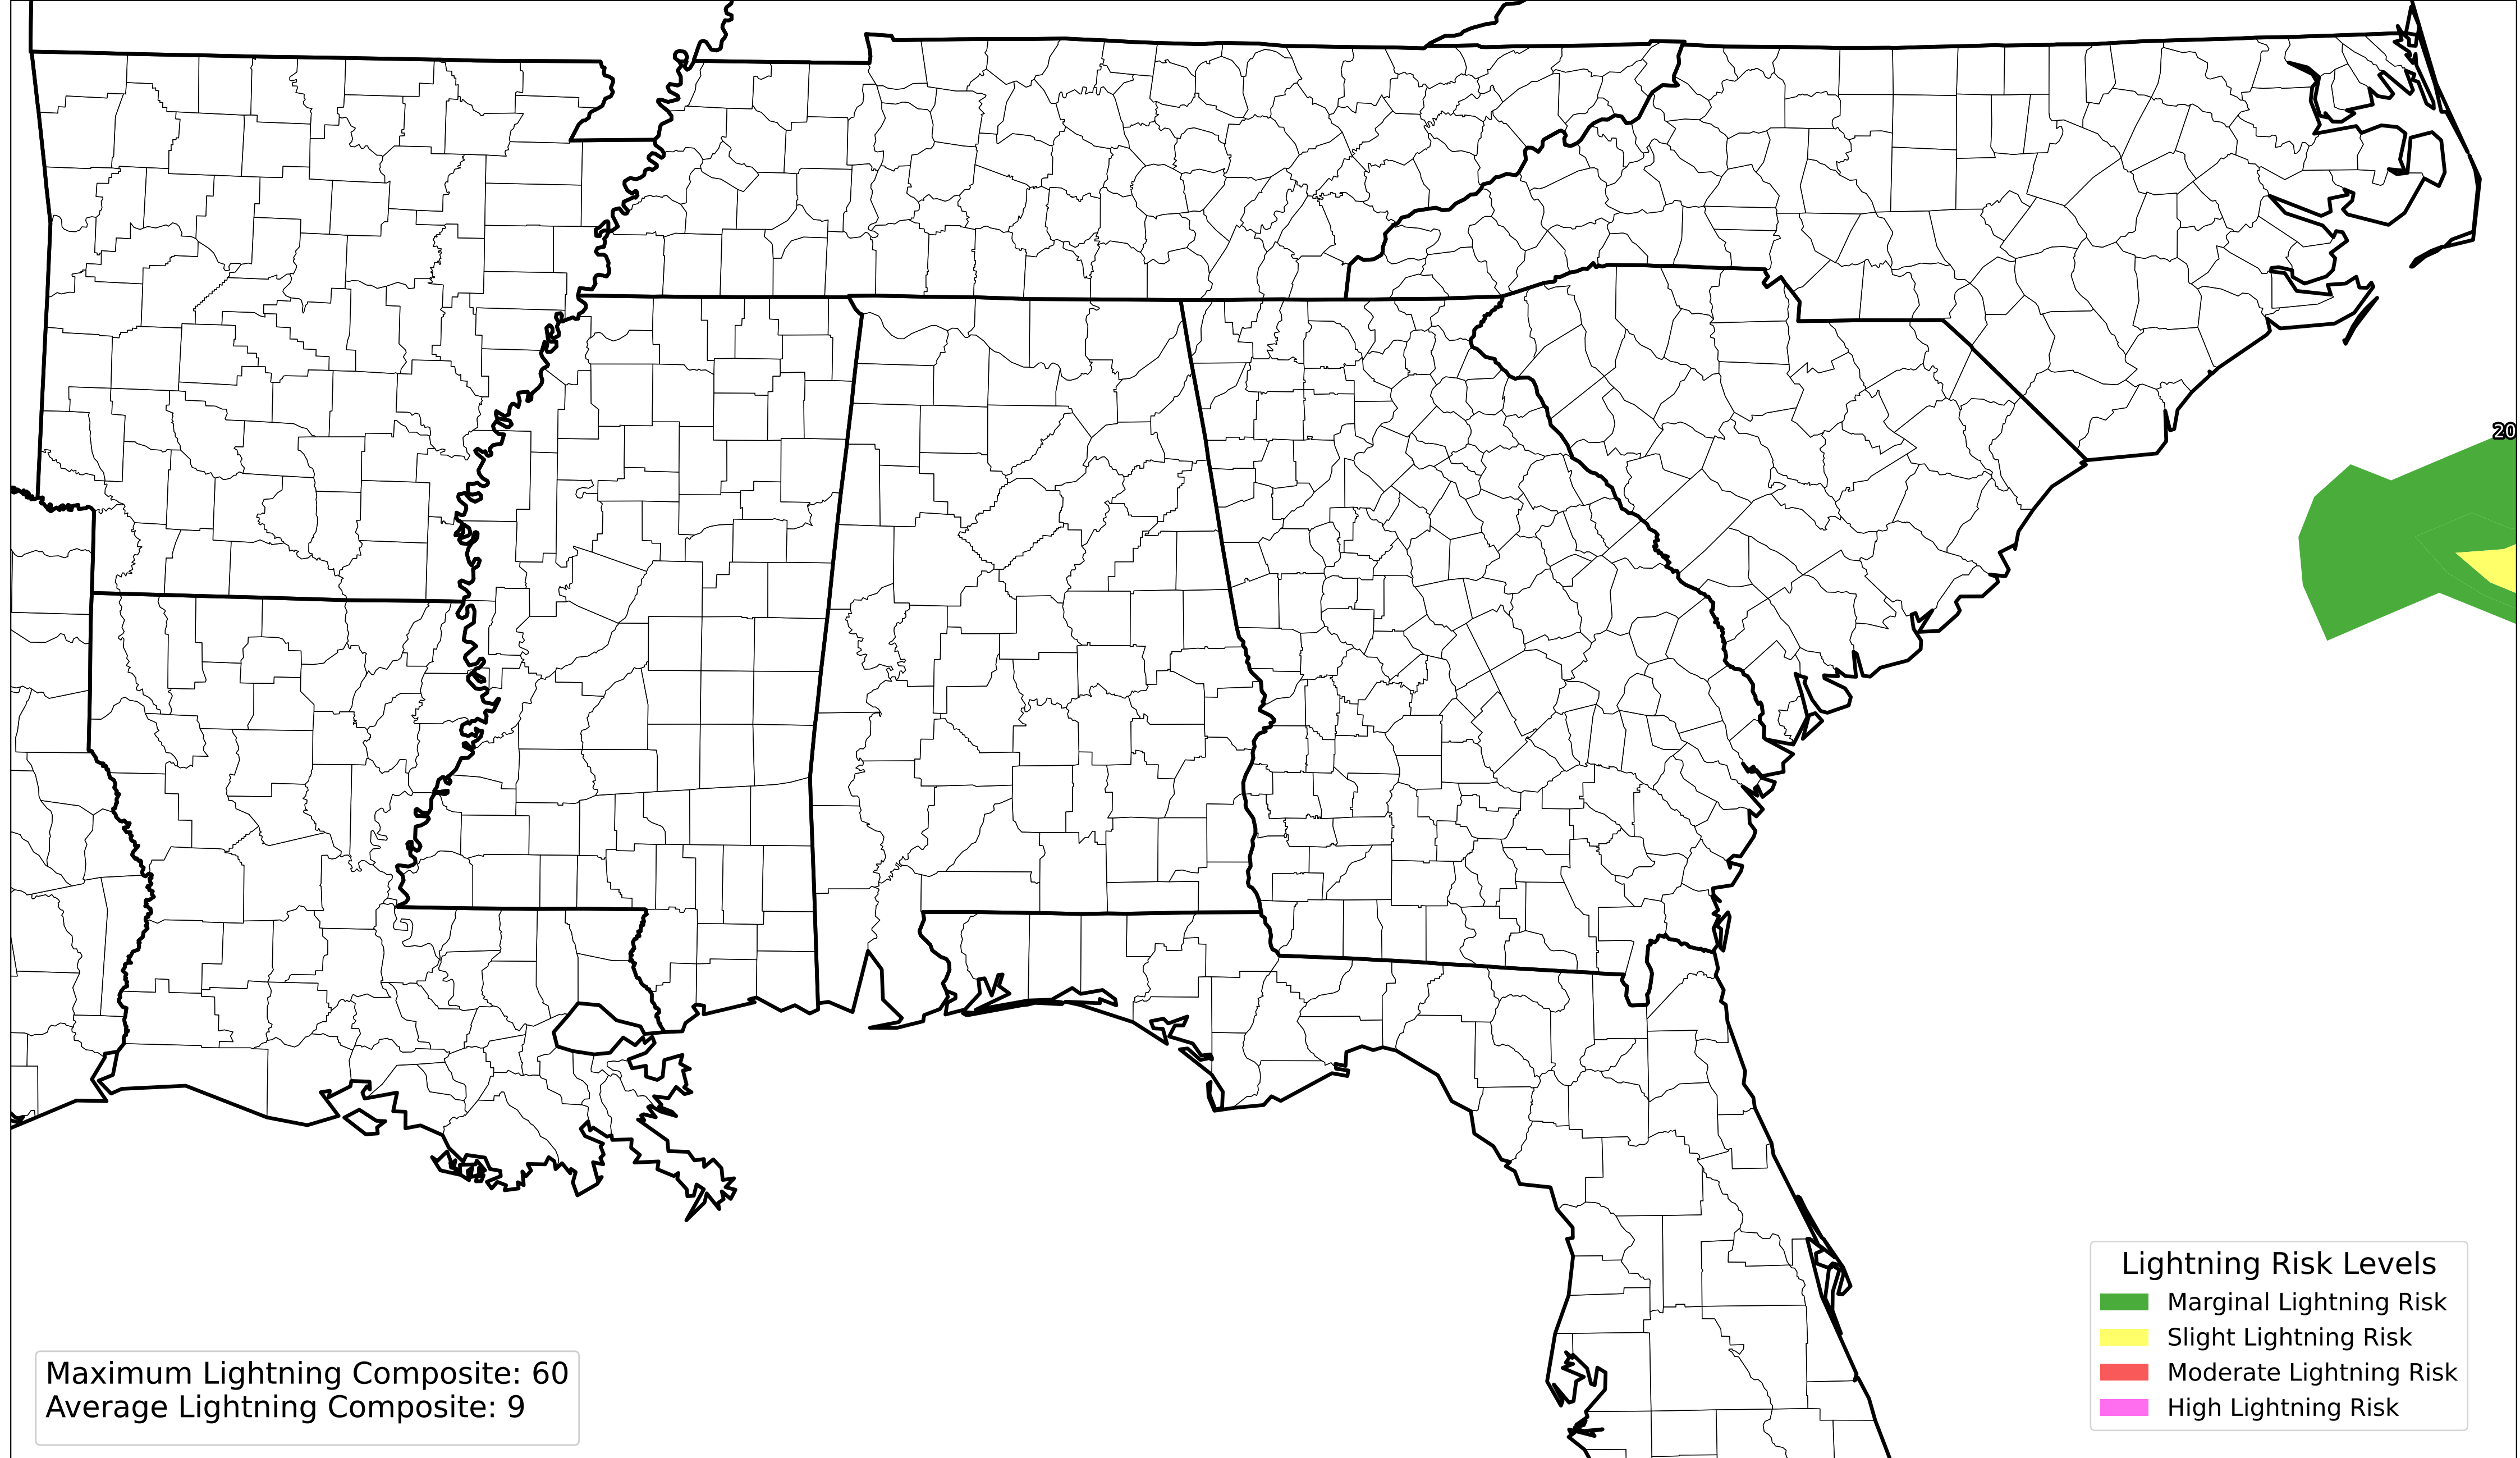 20
Lightning Risk Levels
Marginal Lightning Risk
Slight Lightning Risk
Moderate Lightning Risk
High Lightning Risk
Maximum Lightning Composite: 60
Average Lightning Composite: 9